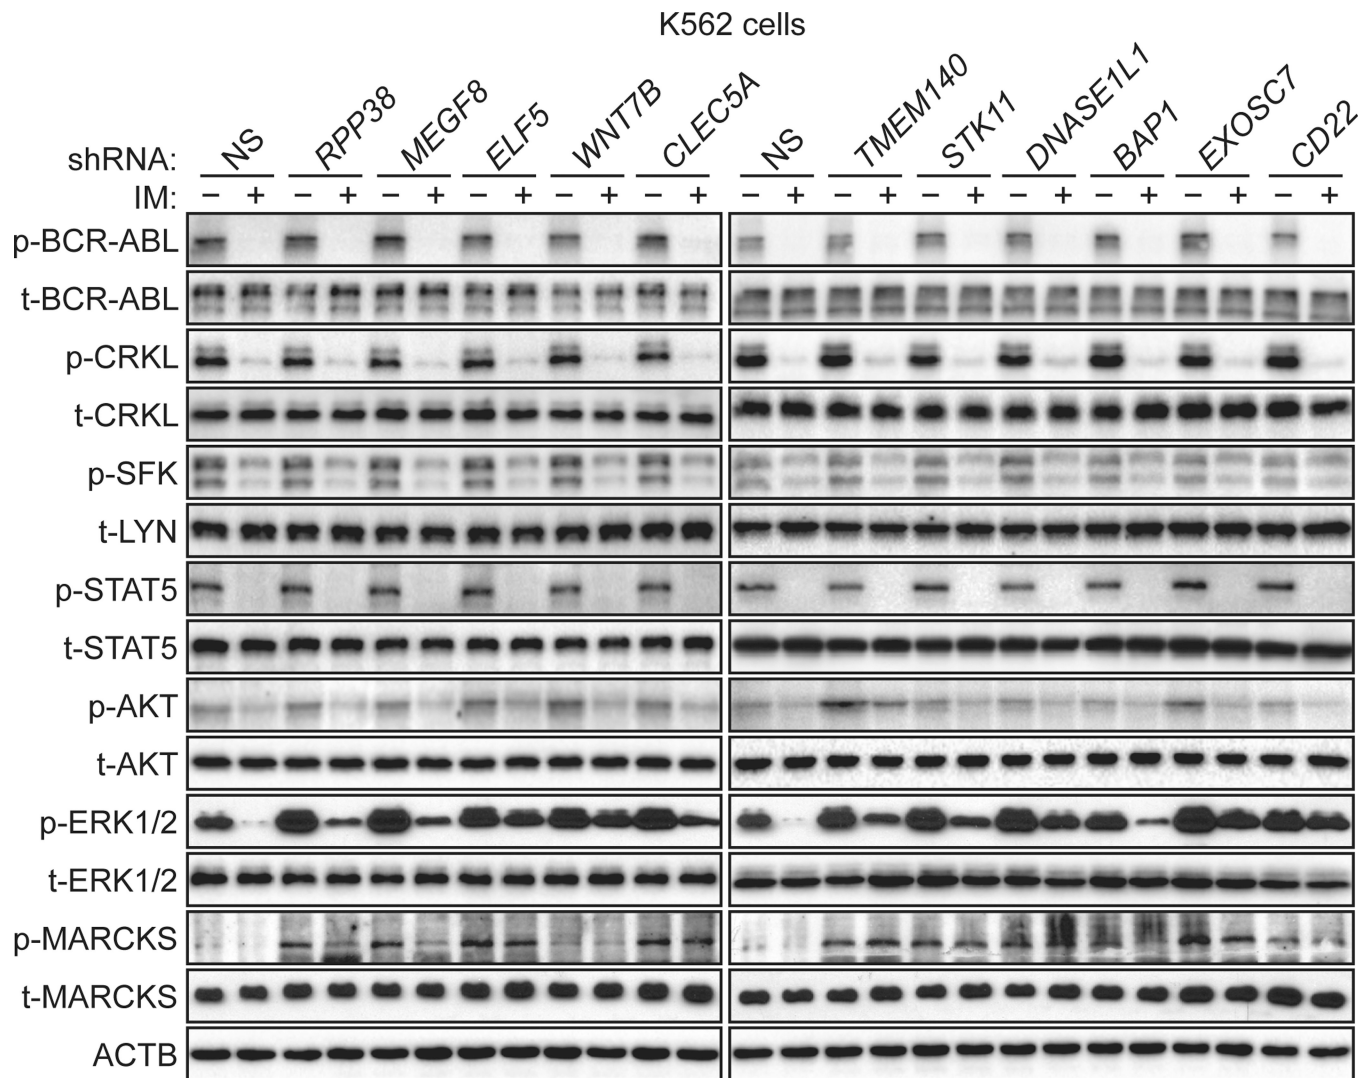 K562 cells
shRNA: NS RPP38 MEGF8 ELF5 WNT7B CLEC5A NS TMEM140 STK11 DNASE1L1 BAP1 EXOSC7 CD22
IM: – + – + – + – + – + – + – + – + – + – + – + – + – +
p-BCR-ABL
t-BCR-ABL
p-CRKL
t-CRKL
p-SFK
t-LYN
p-STAT5
t-STAT5
p-AKT
t-AKT
p-ERK1/2
t-ERK1/2
p-MARCKS
t-MARCKS
ACTB